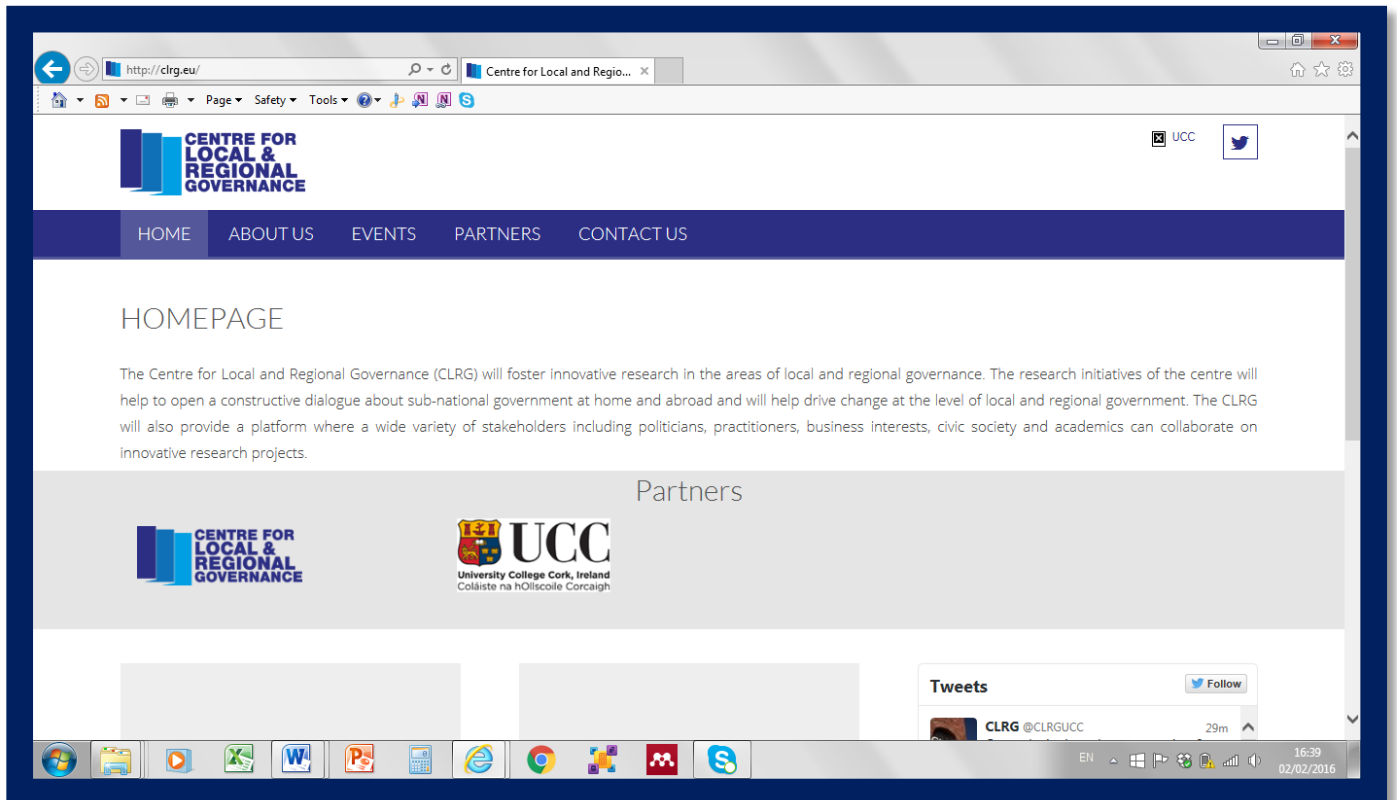 http://clrg.eu/
Centre for Local and Regio...
Page Safety Tools
CENTRE FOR
LOCAL &
REGIONAL
GOVERNANCE
UCC
HOME ABOUT US EVENTS PARTNERS CONTACT US
HOMEPAGE
The Centre for Local and Regional Governance (CLRG) will foster innovative research in the areas of local and regional governance. The research initiatives of the centre will
help to open a constructive dialogue about sub-national government at home and abroad and will help drive change at the level of local and regional government. The CLRG
will also provide a platform where a wide variety of stakeholders including politicians, practitioners, business interests, civic society and academics can collaborate on
innovative research projects.
Partners
CENTRE FOR
LOCAL &
REGIONAL
GOVERNANCE
UCC
University College Cork, Ireland
Coláiste na hOllscoile Corcaigh
Tweets
Follow
CLRG @CLRGUCC 29m
EN
16:39
02/02/2016